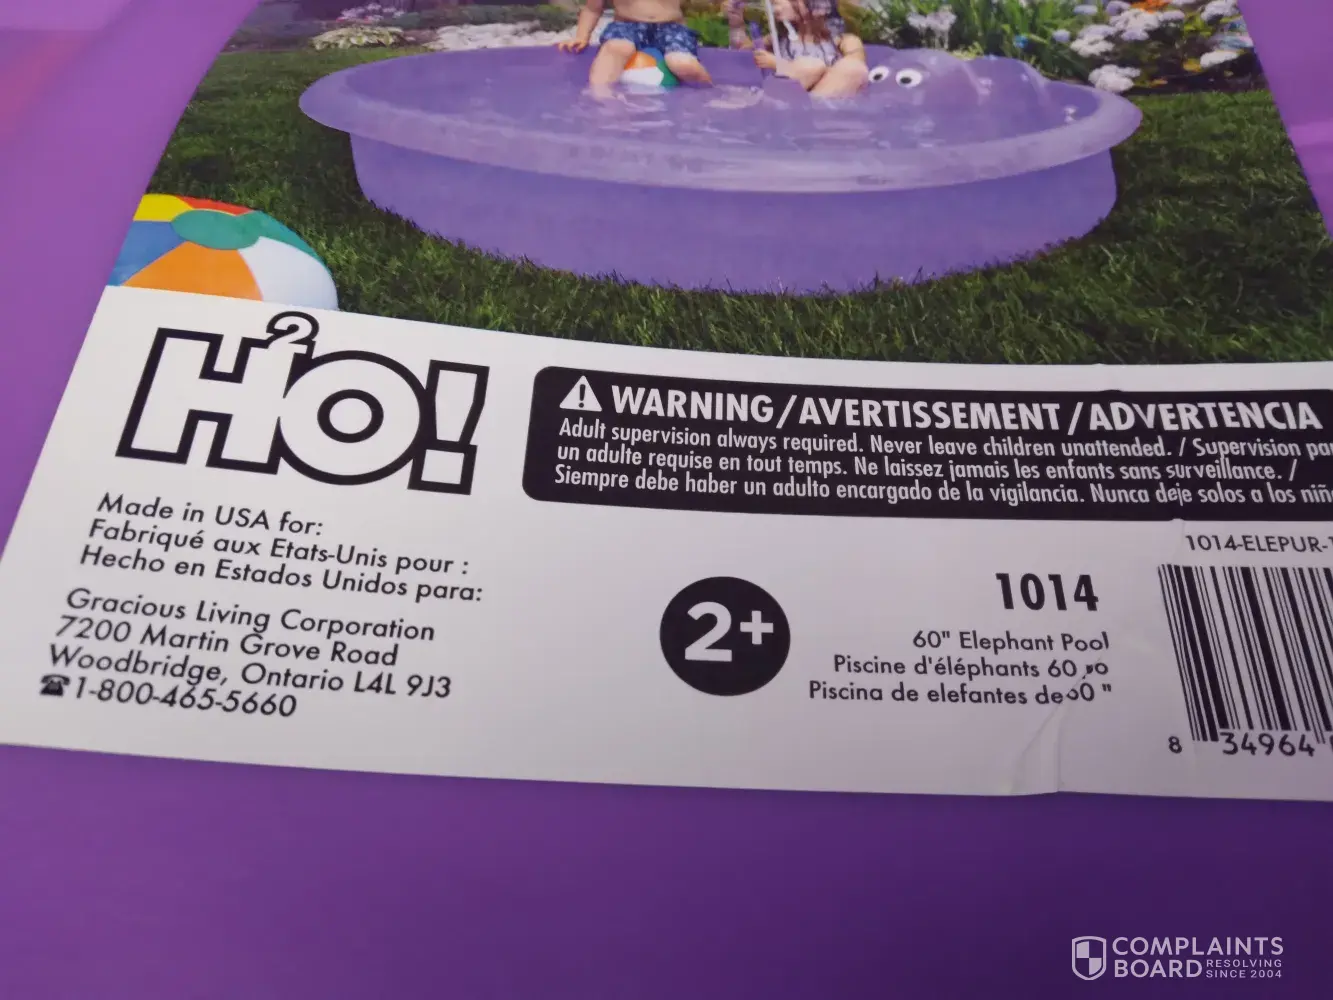 H²O!
WARNING/AVERTISSEMENT/ADVERTENCIA
Adult supervision always required. Never leave children unattended. / Supervision
un adulte requise en tout temps. Ne laissez jamais les enfants sans surveillance. /
Siempre debe haber un adulto encargado de la vigilancia. Nunca deje solos a los
Made in USA for:
Fabriqué aux Etats-Unis pour :
Hecho en Estados Unidos para:
Gracious Living Corporation
7200 Martin Grove Road
Woodbridge, Ontario L4L 9J3
☎1-800-465-5660
2+
1014
60" Elephant Pool
Piscine d'éléphants 60
Piscina de elefantes de
1014-ELEPUR-
8 34964
COMPLAINTS
BOARD RESOLVING
SINCE 2004